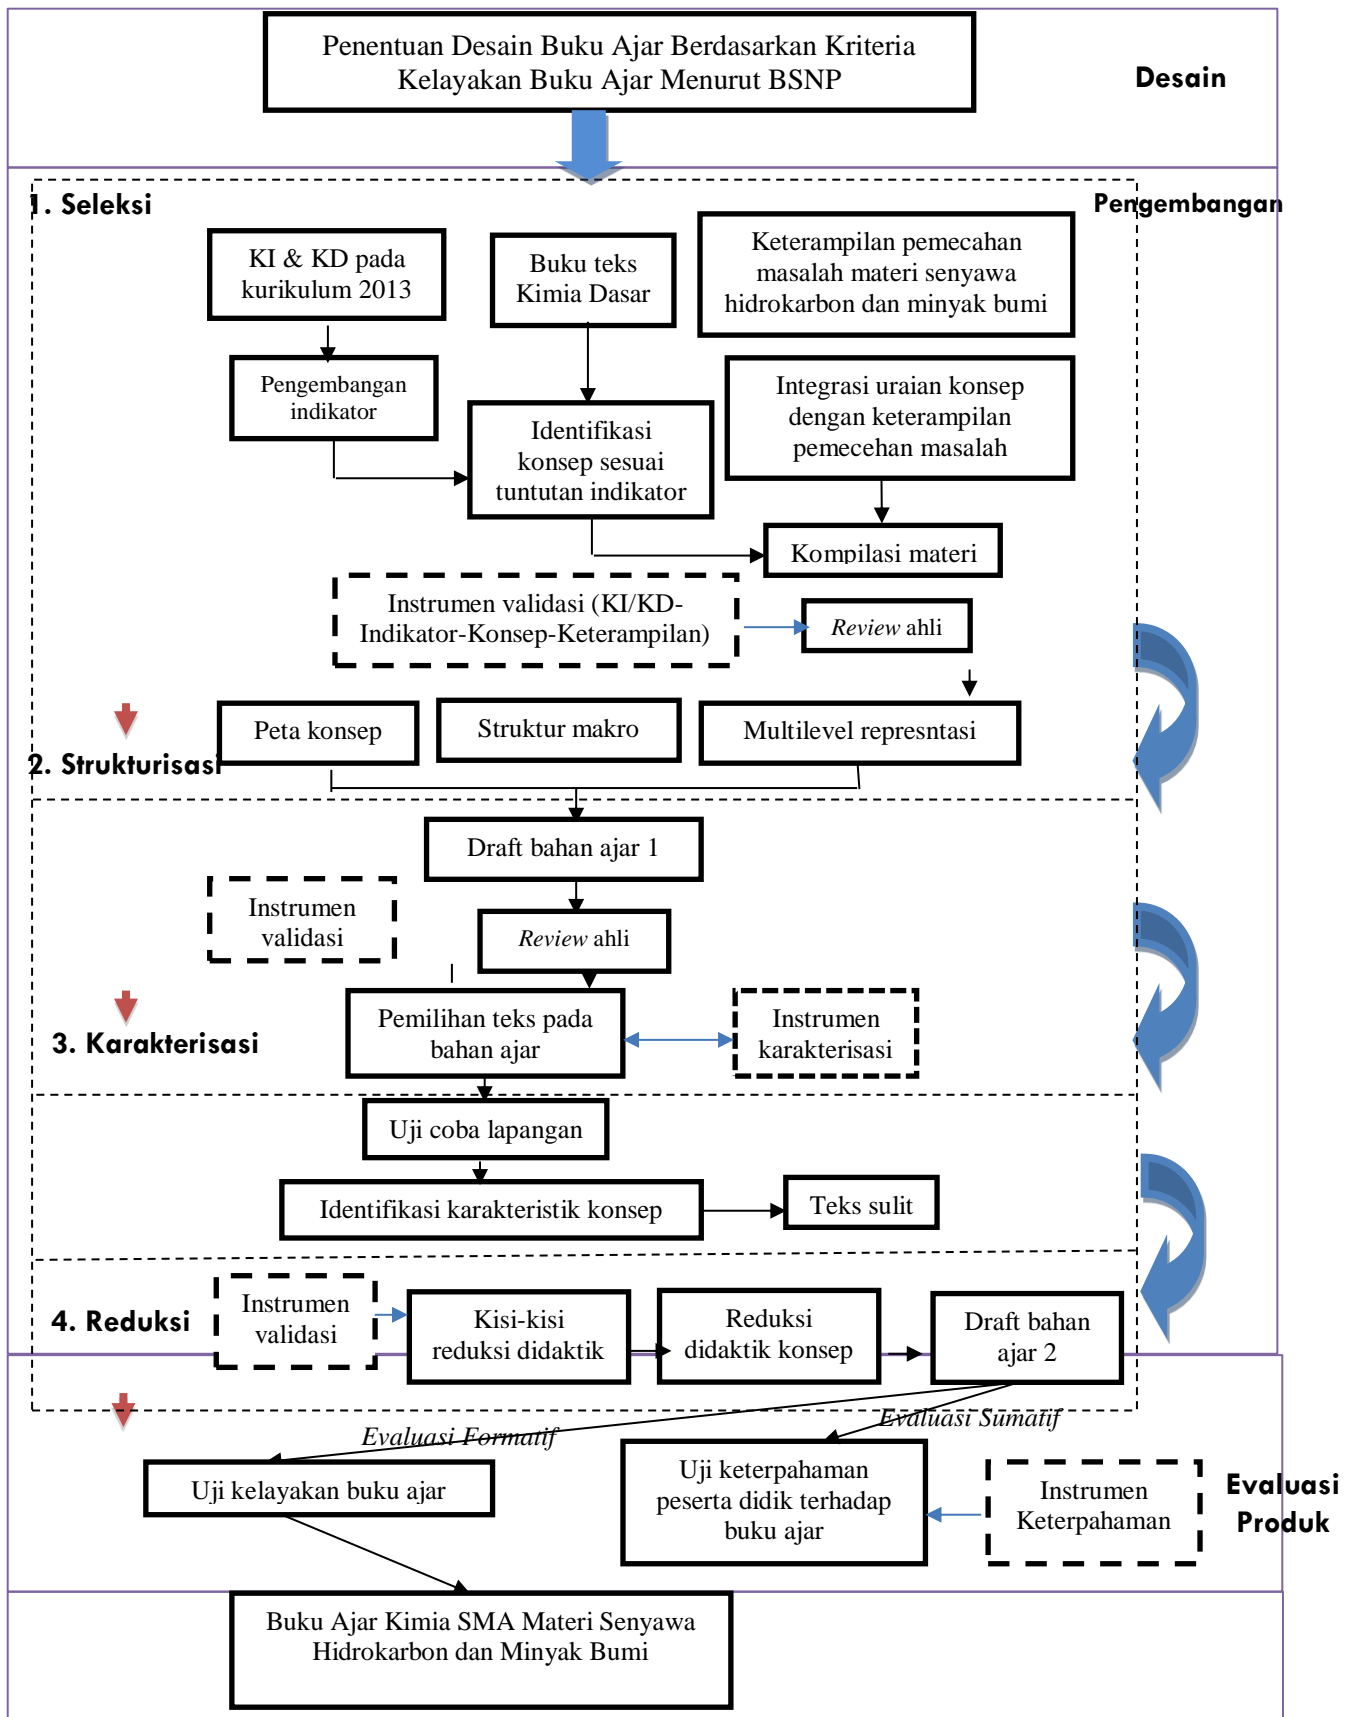 Penentuan Desain Buku Ajar Berdasarkan Kriteria
Kelayakan Buku Ajar Menurut BSNP
Desain
1. Seleksi
Pengembangan
KI & KD pada
kurikulum 2013
Buku teks
Kimia Dasar
Keterampilan pemecahan
masalah materi senyawa
hidrokarbon dan minyak bumi
Pengembangan
indikator
Identifikasi
konsep sesuai
tuntutan indikator
Integrasi uraian konsep
dengan keterampilan
pemecehan masalah
Kompilasi materi
Instrumen validasi (KI/KD-
Indikator-Konsep-Keterampilan)
Review ahli
Peta konsep
Struktur makro
Multilevel represntasi
2. Strukturisasi
Draft bahan ajar 1
Instrumen
validasi
Review ahli
Pemilihan teks pada
bahan ajar
Instrumen
karakterisasi
3. Karakterisasi
Uji coba lapangan
Identifikasi karakteristik konsep
Teks sulit
4. Reduksi
Instrumen
validasi
Kisi-kisi
reduksi didaktik
Reduksi
didaktik konsep
Draft bahan
ajar 2
Evaluasi Formatif
Evaluasi Sumatif
Uji kelayakan buku ajar
Uji keterpahaman
peserta didik terhadap
buku ajar
Instrumen
Keterpahaman
Evaluasi
Produk
Buku Ajar Kimia SMA Materi Senyawa
Hidrokarbon dan Minyak Bumi